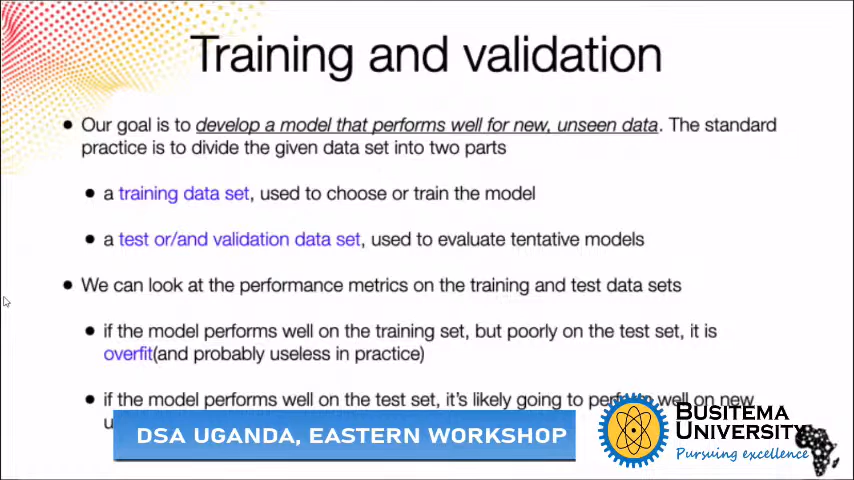 Training and validation
• Our goal is to develop a model that performs well for new, unseen data. The standard
practice is to divide the given data set into two parts
• a training data set, used to choose or train the model
• a test or/and validation data set, used to evaluate tentative models
• We can look at the performance metrics on the training and test data sets
• if the model performs well on the training set, but poorly on the test set, it is
overfit(and probably useless in practice)
• if the model performs well on the test set, it's likely going to perform well on new
DSA UGANDA, EASTERN WORKSHOP
BUSITEMA
UNIVERSITY
Pursuing excellence